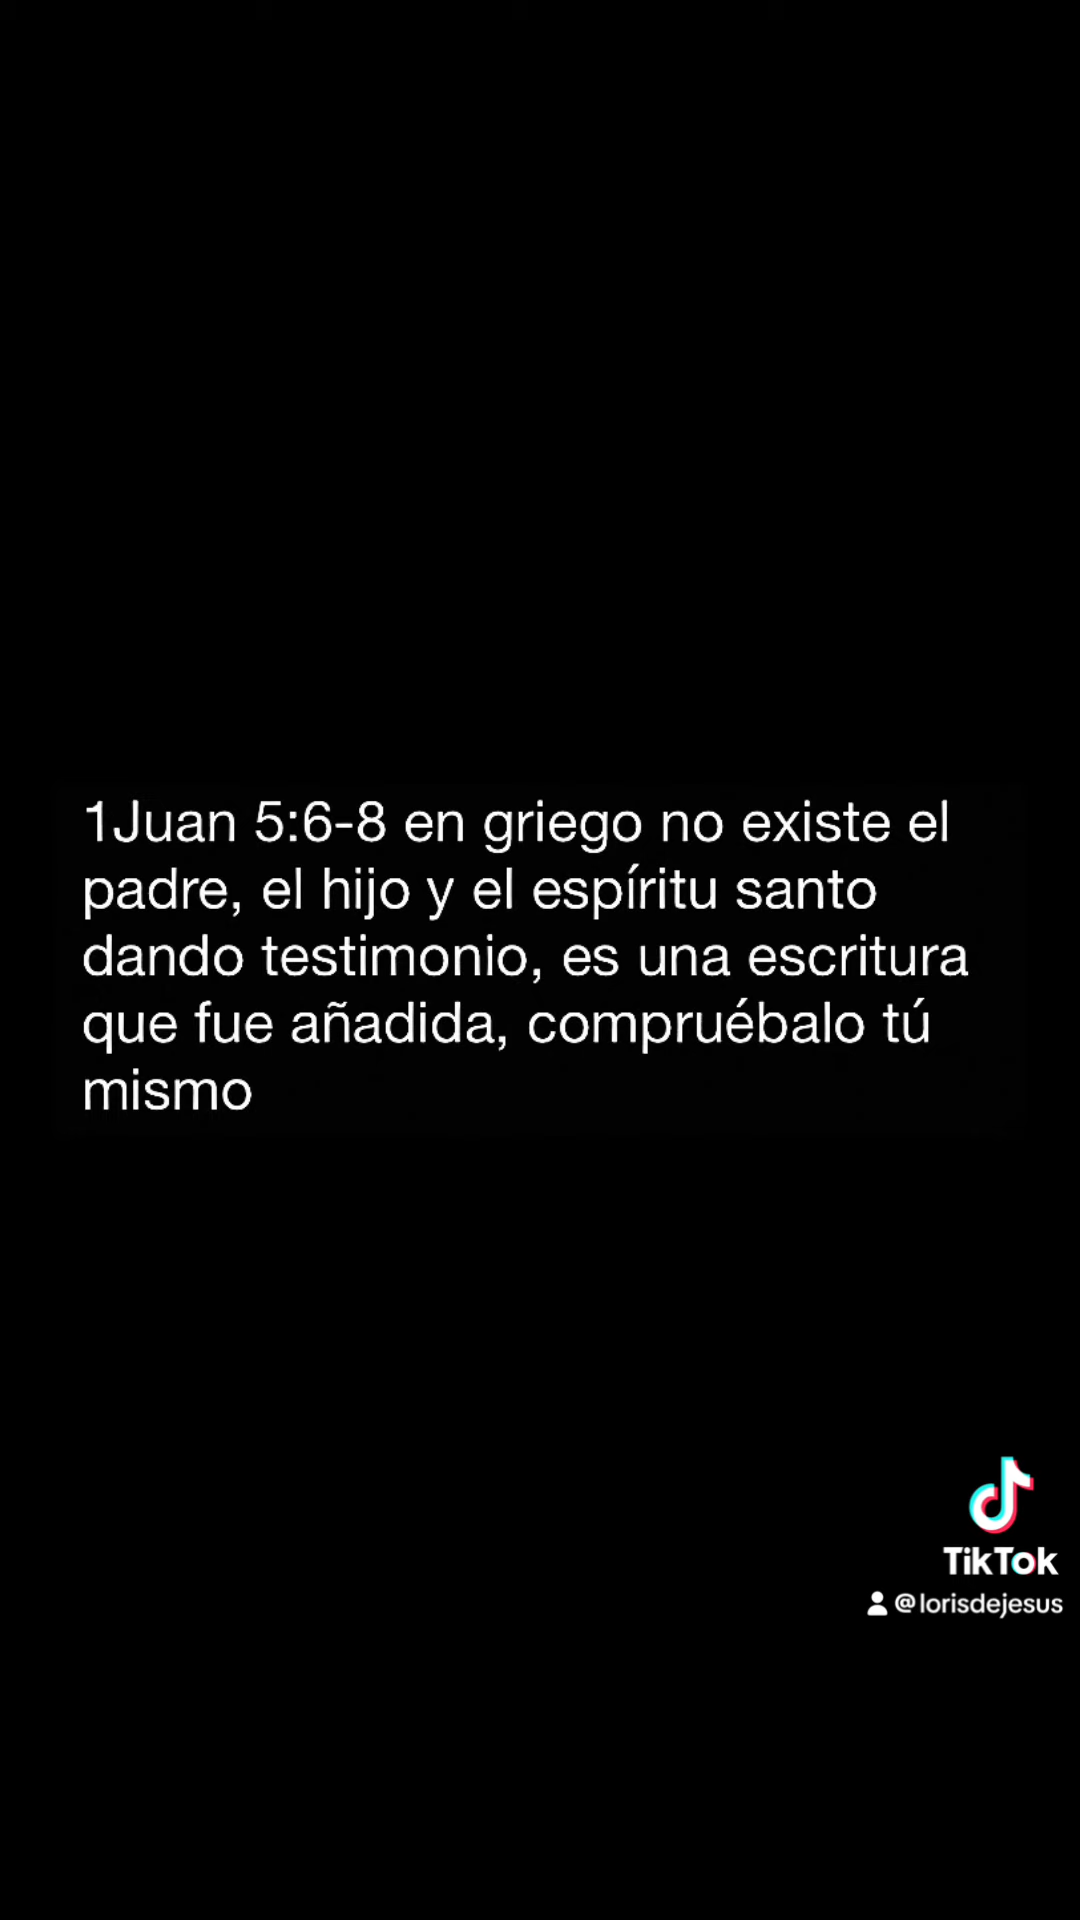 1Juan 5:6-8 en griego no existe el
padre, el hijo y el espíritu santo
dando testimonio, es una escritura
que fue añadida, compruébalo tú
mismo
TikTok
@lorisdejesus